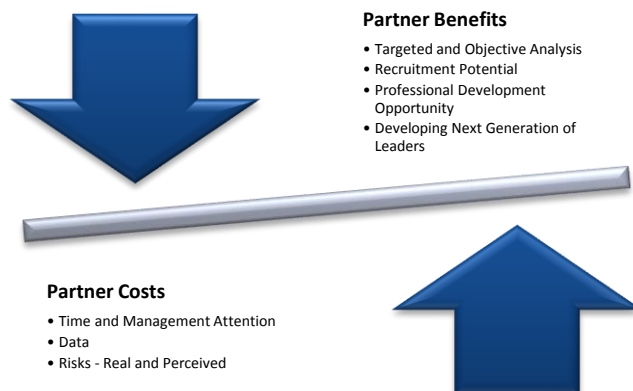 Partner Benefits
• Targeted and Objective Analysis
• Recruitment Potential
• Professional Development
Opportunity
• Developing Next Generation of
Leaders
Partner Costs
• Time and Management Attention
• Data
• Risks - Real and Perceived